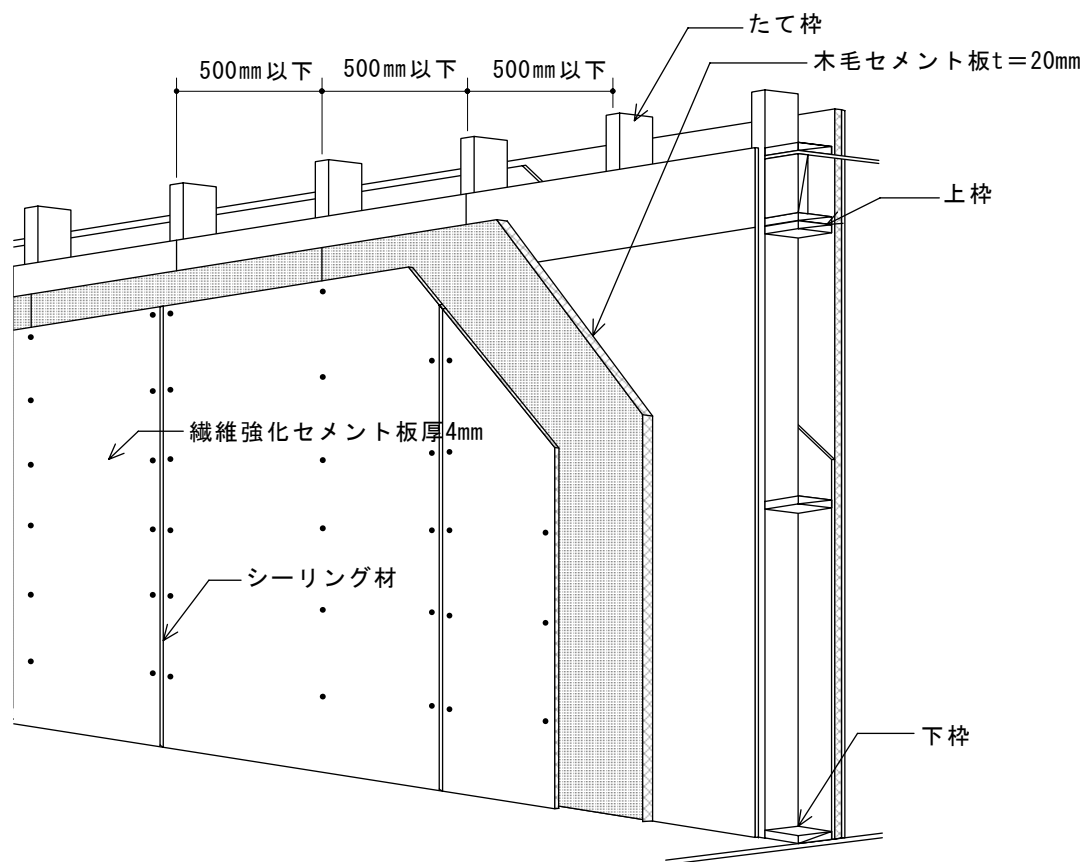 たて枠
木毛セメント板t＝20mm
500mm以下
500mm以下
500mm以下
上枠
繊維強化セメント板厚4mm
シーリング材
下枠